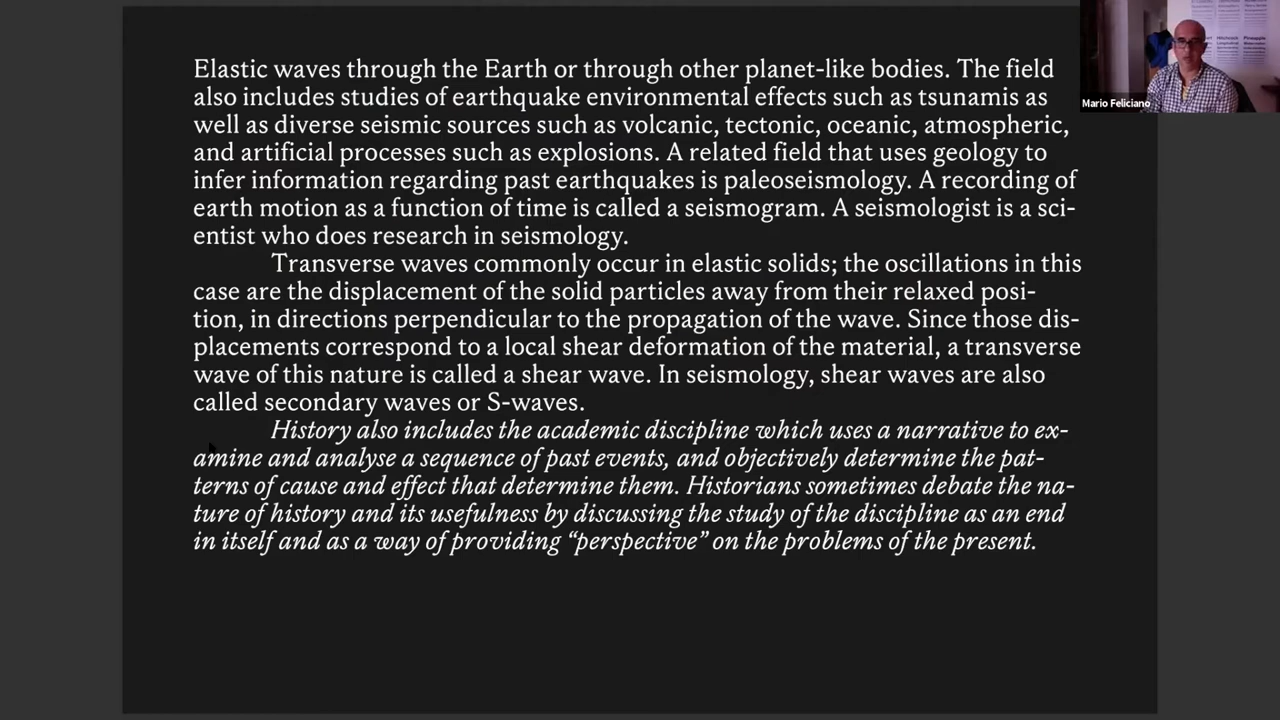 Elastic waves through the Earth or through other planet-like bodies. The field
also includes studies of earthquake environmental effects such as tsunamis as
well as diverse seismic sources such as volcanic, tectonic, oceanic, atmospheric,
and artificial processes such as explosions. A related field that uses geology to
infer information regarding past earthquakes is paleoseismology. A recording of
earth motion as a function of time is called a seismogram. A seismologist is a sci-
entist who does research in seismology.
Transverse waves commonly occur in elastic solids; the oscillations in this
case are the displacement of the solid particles away from their relaxed posi-
tion, in directions perpendicular to the propagation of the wave. Since those dis-
placements correspond to a local shear deformation of the material, a transverse
wave of this nature is called a shear wave. In seismology, shear waves are also
called secondary waves or S-waves.
History also includes the academic discipline which uses a narrative to ex-
amine and analyse a sequence of past events, and objectively determine the pat-
terns of cause and effect that determine them. Historians sometimes debate the na-
ture of history and its usefulness by discussing the study of the discipline as an end
in itself and as a way of providing “perspective” on the problems of the present.
Mario Feliciano